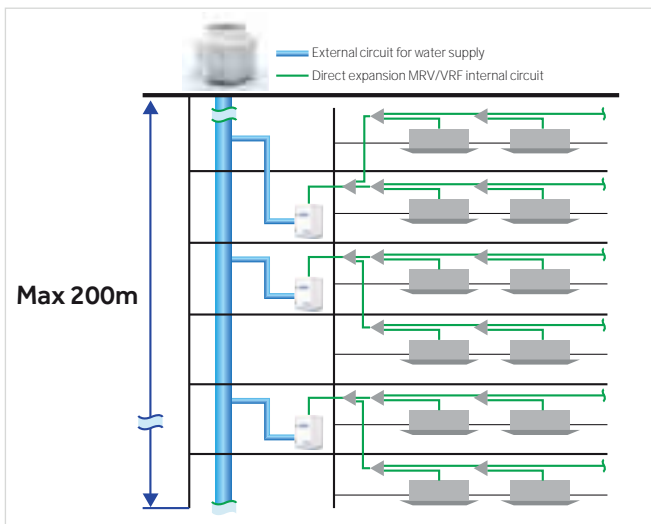 External circuit for water supply
Direct expansion MRV/VRF internal circuit
Max 200m